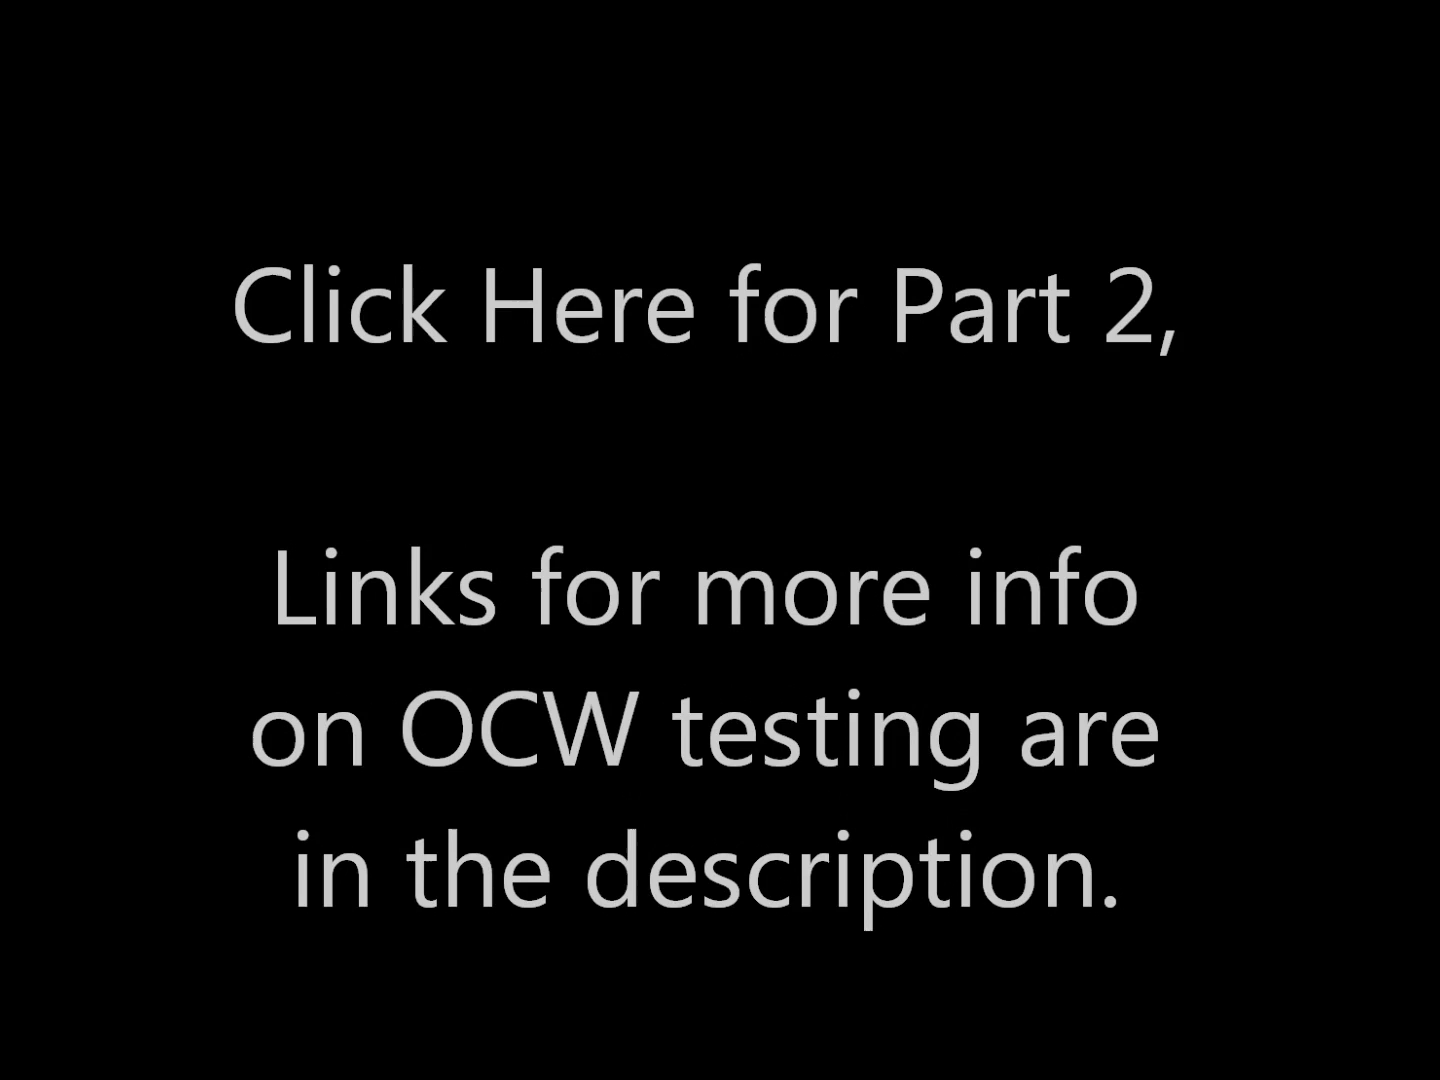 Click Here for Part 2,
Links for more info
on OCW testing are
in the description.